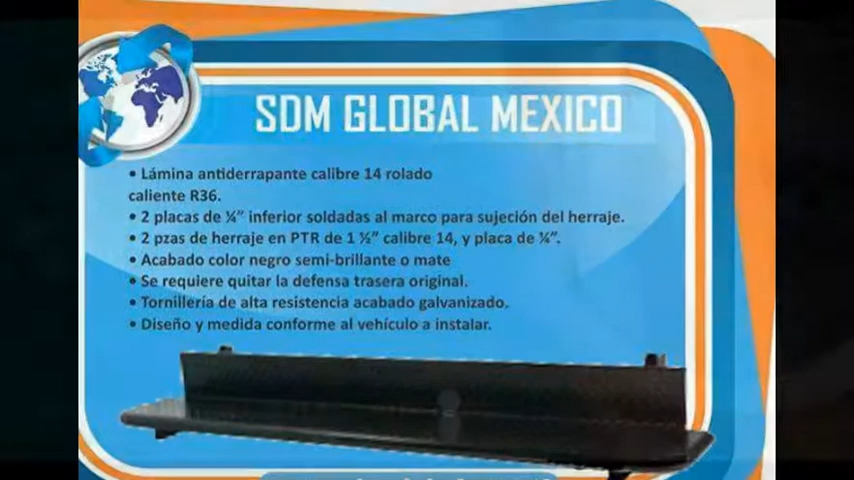 SDM GLOBAL MEXICO
• Lámina antiderrapante calibre 14 rolado
caliente R36.
• 2 placas de ¼” inferior soldadas al marco para sujeción del herraje.
• 2 pzas de herraje en PTR de 1 ½” calibre 14, y placa de ¼”.
• Acabado color negro semi-brillante o mate
• Se requiere quitar la defensa trasera original.
• Tornillería de alta resistencia acabado galvanizado.
• Diseño y medida conforme al vehículo a instalar.